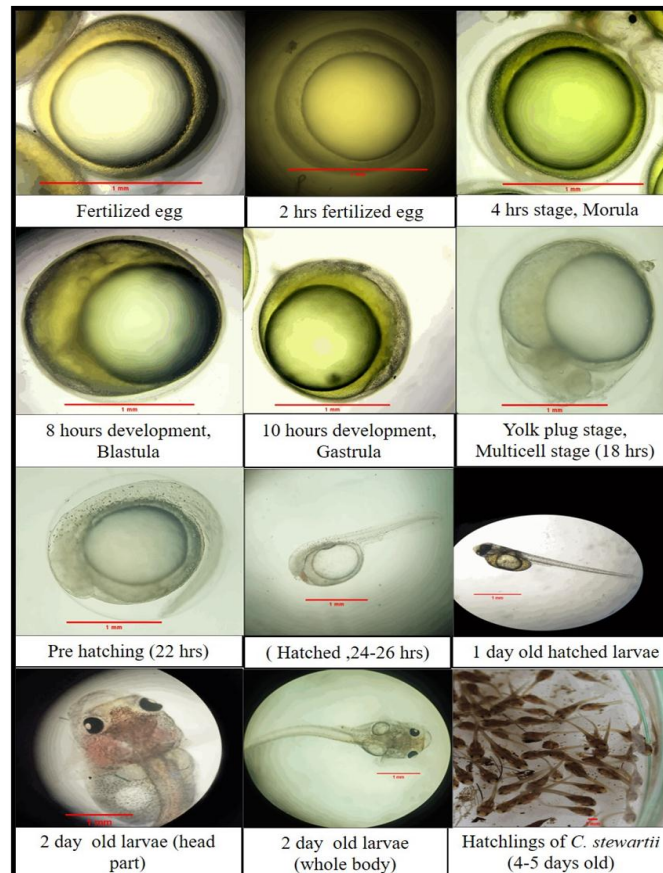 1 mm
1 mm
Fertilized egg
2 hrs fertilized egg
4 hrs stage, Morula
1 mm
1 mm
1 mm
8 hours development,
Blastula
10 hours development,
Gastrula
Yolk plug stage,
Multicell stage (18 hrs)
1 mm
1 mm
1 mm
Pre hatching (22 hrs)
( Hatched ,24-26 hrs)
1 day old hatched larvae
1 mm
1 mm
2 day old larvae (head
part)
2 day old larvae
(whole body)
Hatchlings of C. stewartii
(4-5 days old)